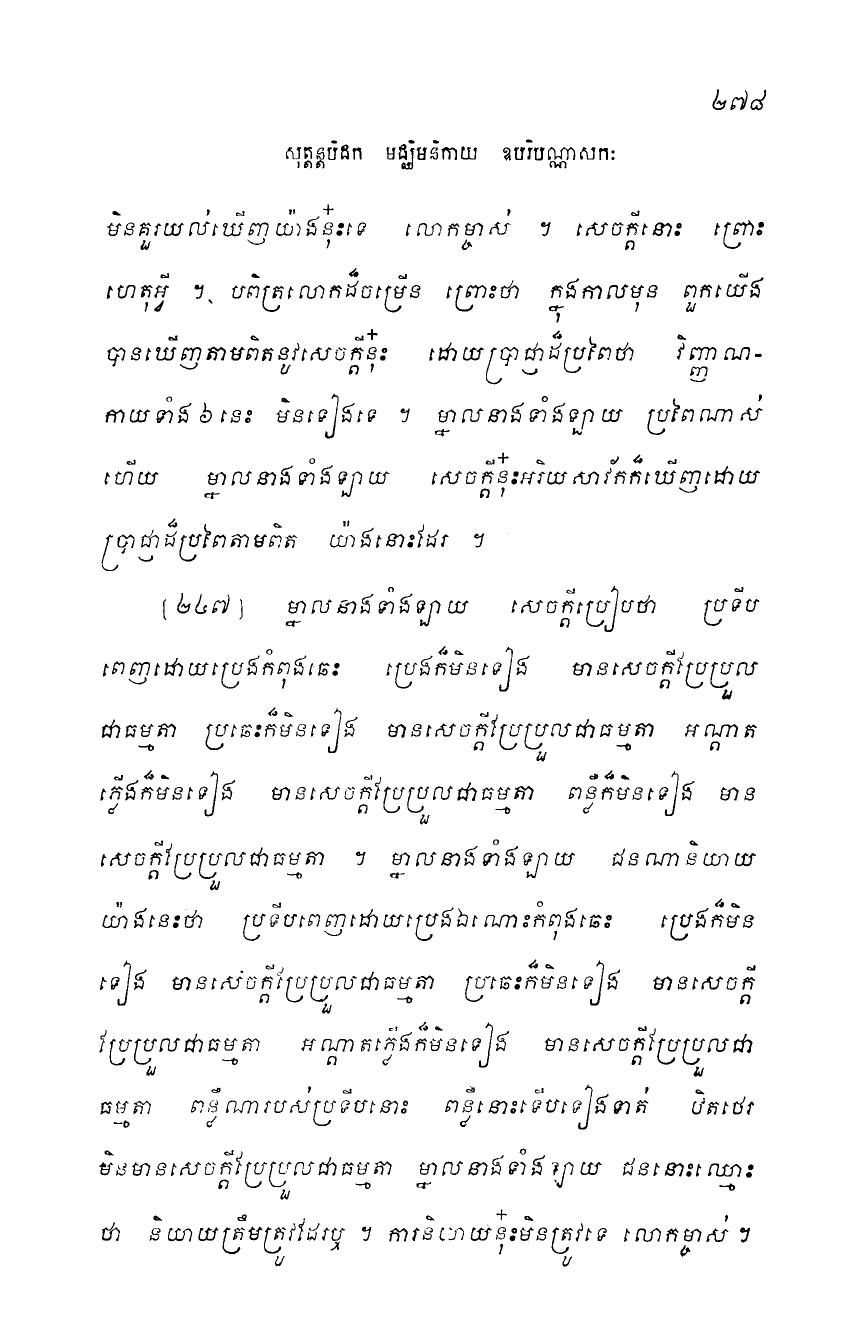 ២៧៨
សុត្តន្តបិដក មជ្ឈិមនិកាយ ឧបរិបណ្ណាសកៈ
មិនគួរយល់ឃើញយ៉ាងនុ៎ះទេ លោកម្ចាស់ ។ សេចក្តីនោះ ព្រោះ
ហេតុអ្វី ។ បពិត្រលោកដ៏ចម្រើន ព្រោះថា ក្នុងកាលមុន ពួកយើង
បានឃើញតាមពិតនូវសេចក្តីនុ៎ះ ដោយប្រាជ្ញាដ៏ប្រពៃថា វិញ្ញាណ-
កាយទាំង ៦ នេះ មិនទៀងទេ ។ ម្នាលនាងទាំងឡាយ ប្រពៃណាស់
ហើយ ម្នាលនាងទាំងឡាយ សេចក្តីនុ៎ះអរិយសាវ័កក៏ឃើញដោយ
ប្រាជ្ញាដ៏ប្រពៃតាមពិត យ៉ាងនោះដែរ ។
[២៤៧] ម្នាលនាងទាំងឡាយ សេចក្តីប្រៀបថា ប្រទីប
ពេញដោយប្រេងកំពុងឆេះ ប្រេងក៏មិនទៀង មានសេចក្តីប្រែប្រួល
ជាធម្មតា ប្រឆេះក៏មិនទៀង មានសេចក្តីប្រែប្រួលជាធម្មតា អណ្តាត
ភ្លើងក៏មិនទៀង មានសេចក្តីប្រែប្រួលជាធម្មតា ពន្លឺក៏មិនទៀង មាន
សេចក្តីប្រែប្រួលជាធម្មតា ។ ម្នាលនាងទាំងឡាយ ជនណានិយាយ
យ៉ាងនេះថា ប្រទីបពេញដោយប្រេងឯណោះកំពុងឆេះ ប្រេងក៏មិន
ទៀង មានសេចក្តីប្រែប្រួលជាធម្មតា ប្រឆេះក៏មិនទៀង មានសេចក្តី
ប្រែប្រួលជាធម្មតា អណ្តាតភ្លើងក៏មិនទៀង មានសេចក្តីប្រែប្រួលជា
ធម្មតា ពន្លឺណារបស់ប្រទីបនោះ ពន្លឺនោះទើបទៀងទាត់ ឋិតថេរ
មិនមានសេចក្តីប្រែប្រួលជាធម្មតា ម្នាលនាងទាំងឡាយ ជននោះឈ្មោះ
ថា និយាយត្រឹមត្រូវដែរឬ ។ ការនិយាយនុ៎ះមិនត្រូវទេ លោកម្ចាស់ ។